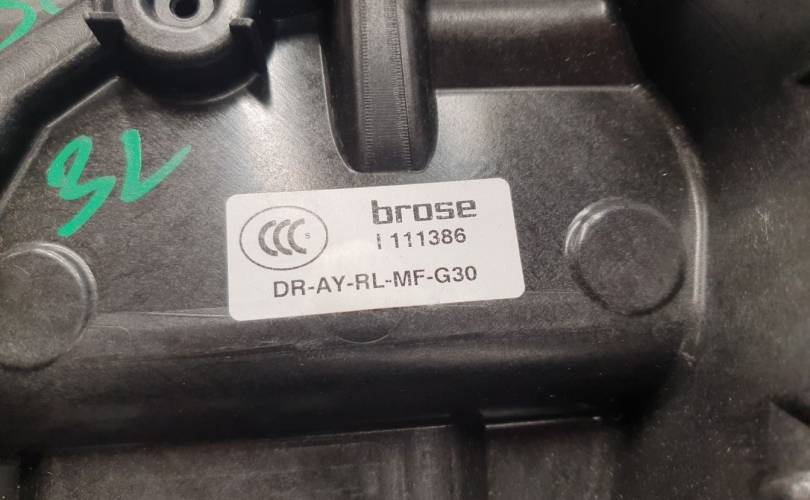 3L
CCC S
brose
I 111386
DR-AY-RL-MF-G30